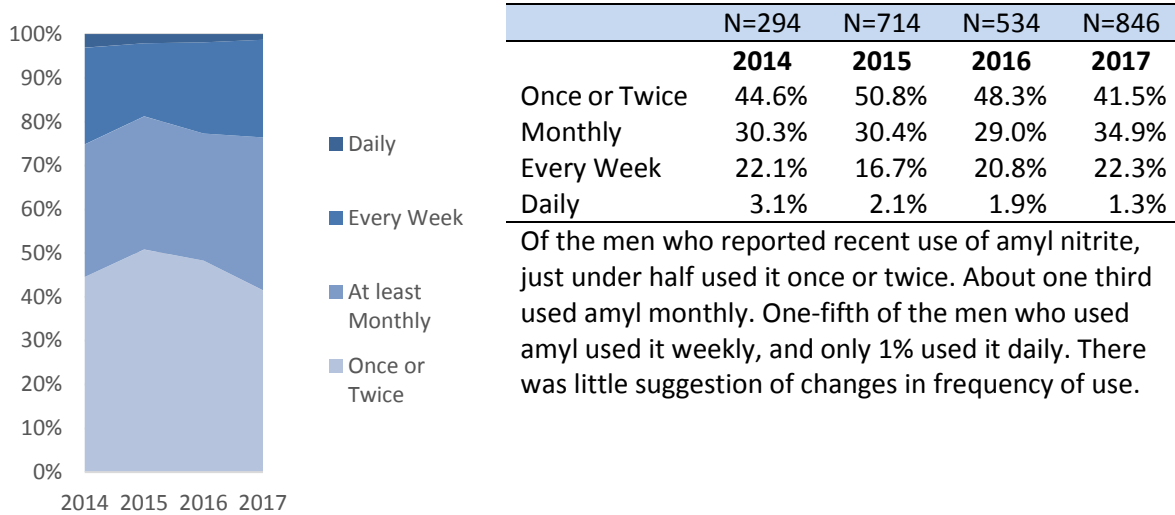 100%
90%
80%
70%
60%
50%
40%
30%
20%
10%
0%
2014 2015 2016 2017
Daily
Every Week
At least
Monthly
Once or
Twice
N=294 N=714 N=534 N=846
2014 2015 2016 2017
Once or Twice 44.6% 50.8% 48.3% 41.5%
Monthly 30.3% 30.4% 29.0% 34.9%
Every Week 22.1% 16.7% 20.8% 22.3%
Daily 3.1% 2.1% 1.9% 1.3%
Of the men who reported recent use of amyl nitrite,
just under half used it once or twice. About one third
used amyl monthly. One-fifth of the men who used
amyl used it weekly, and only 1% used it daily. There
was little suggestion of changes in frequency of use.